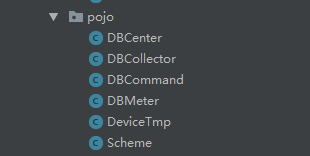 pojo
DBCenter
DBCollector
DBCommand
DBMeter
DeviceTmp
Scheme